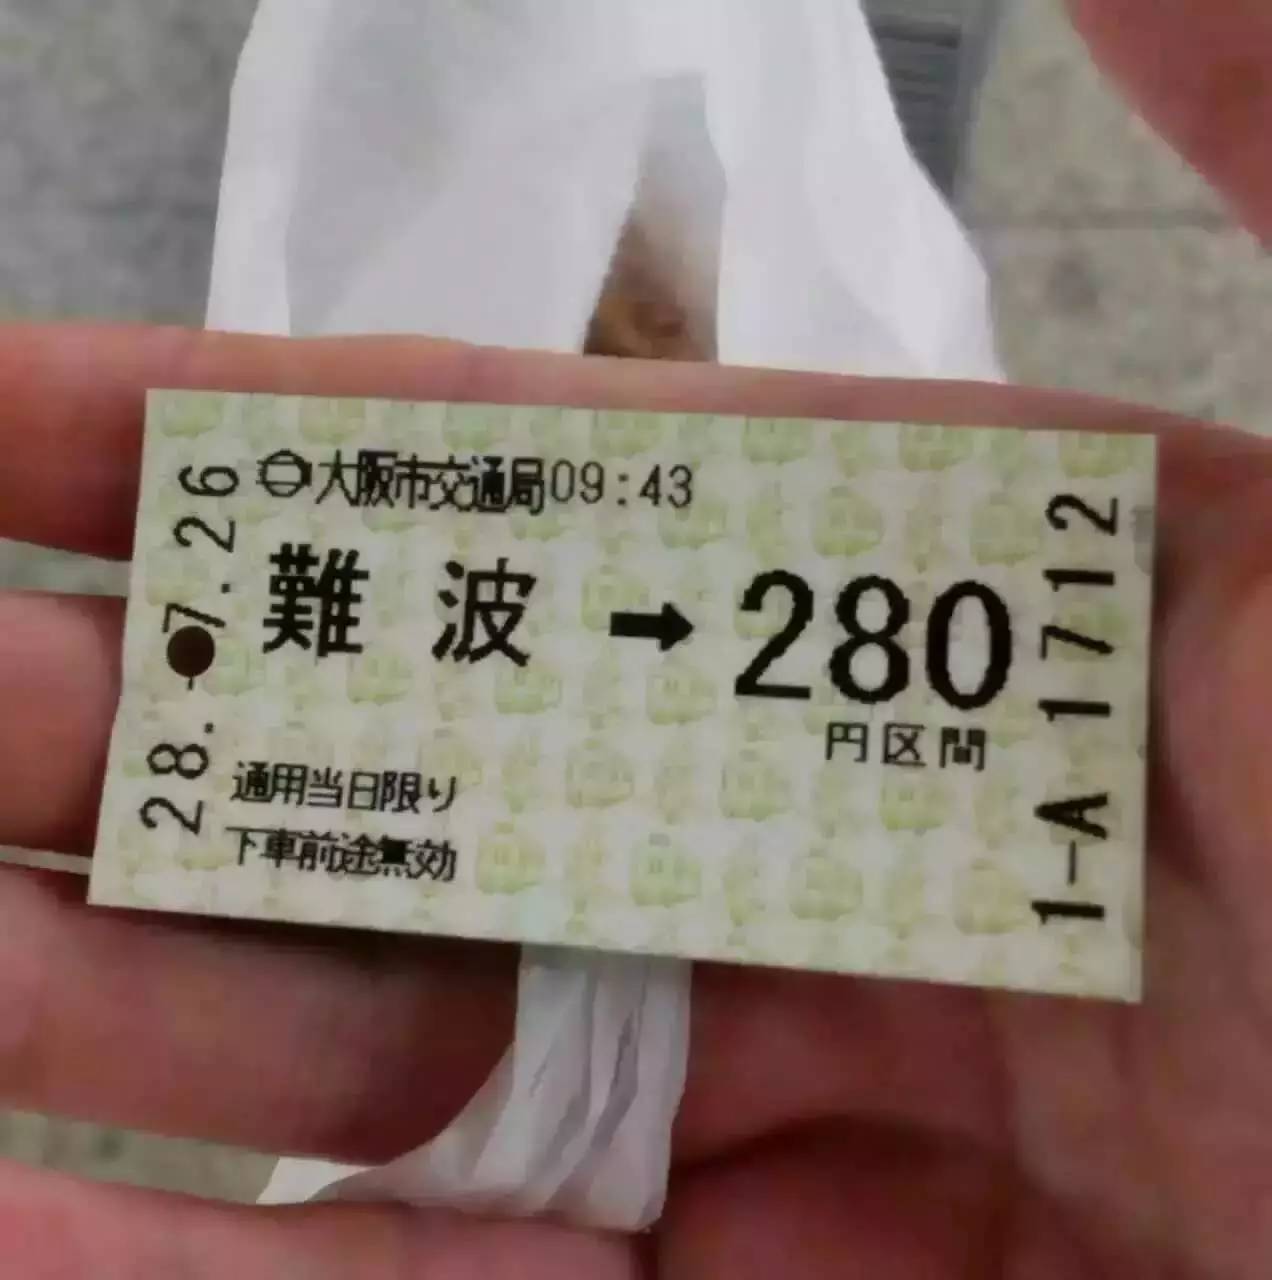 大阪市交通局09:43
難波→280
円区間
通用当日限り
下車前途無効
28.-7.26
1-A1712